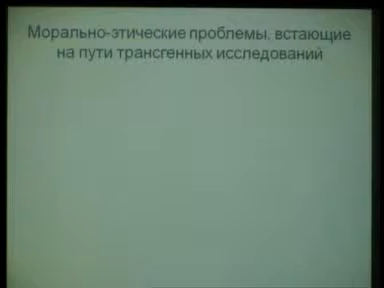 Морально-этические проблемы, встающие
на пути трансгенных исследований